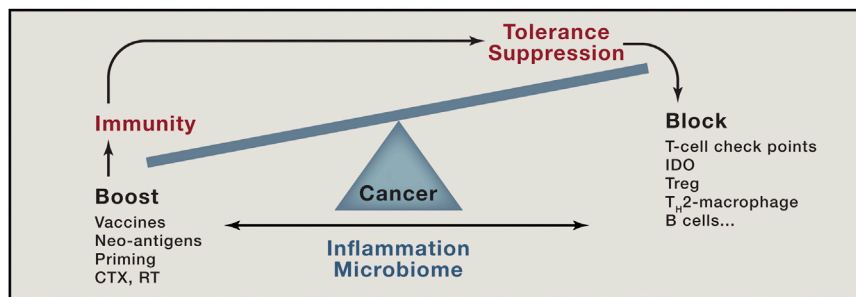 Tolerance
Suppression
Immunity
Block
T-cell check points
IDO
Treg
T_H2-macrophage
B cells...
Boost
Vaccines
Neo-antigens
Priming
CTX, RT
Cancer
Inflammation
Microbiome